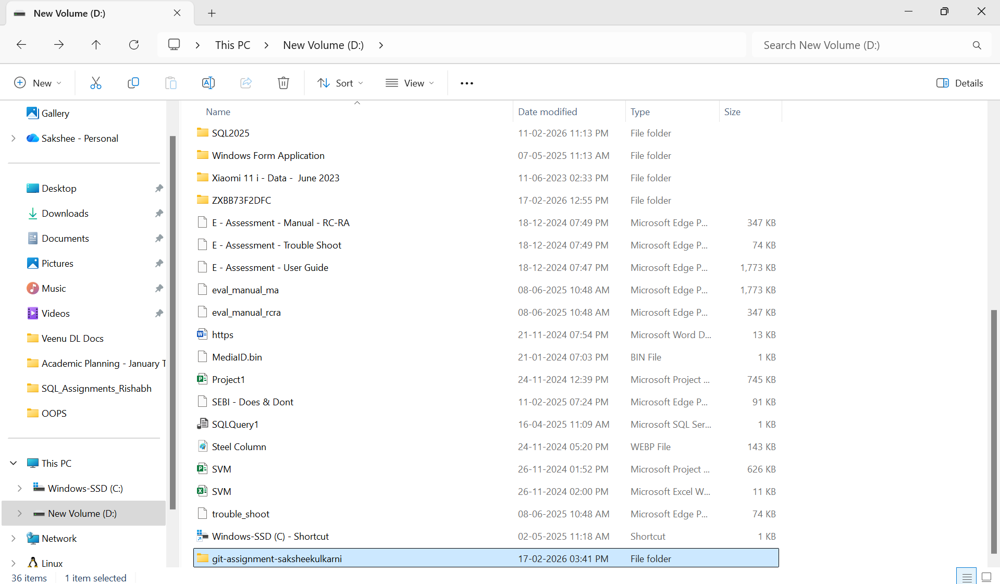 New Volume (D:)
This PC > New Volume (D:) >
Search New Volume (D:)
New
Sort
View
Details
Gallery
Sakshee - Personal
Desktop
Downloads
Documents
Pictures
Music
Videos
Veenu DL Docs
Academic Planning - January T
SQL_Assignments_Rishabh
OOPS
This PC
Windows-SSD (C:)
New Volume (D:)
Network
Linux
Name Date modified Type Size
SQL2025 11-02-2026 11:13 PM File folder
Windows Form Application 07-05-2025 11:13 AM File folder
Xiaomi 11 i - Data - June 2023 11-06-2023 02:33 PM File folder
ZXBB73F2DFC 17-02-2026 12:55 PM File folder
E - Assessment - Manual - RC-RA 18-12-2024 07:49 PM Microsoft Edge P... 347 KB
E - Assessment - Trouble Shoot 18-12-2024 07:49 PM Microsoft Edge P... 74 KB
E - Assessment - User Guide 18-12-2024 07:47 PM Microsoft Edge P... 1,773 KB
eval_manual_ma 08-06-2025 10:48 AM Microsoft Edge P... 1,773 KB
eval_manual_rcra 08-06-2025 10:48 AM Microsoft Edge P... 347 KB
https 21-11-2024 07:54 PM Microsoft Word D... 13 KB
MediaID.bin 21-01-2024 07:03 PM BIN File 1 KB
Project1 24-11-2024 12:39 PM Microsoft Project ... 745 KB
SEBI - Does & Dont 11-02-2025 07:24 PM Microsoft Edge P... 91 KB
SQLQuery1 16-04-2025 11:09 AM Microsoft SQL Ser... 1 KB
Steel Column 24-11-2024 05:20 PM WEBP File 143 KB
SVM 26-11-2024 01:52 PM Microsoft Project ... 626 KB
SVM 26-11-2024 02:00 PM Microsoft Excel W... 11 KB
trouble_shoot 08-06-2025 10:48 AM Microsoft Edge P... 74 KB
Windows-SSD (C) - Shortcut 02-05-2025 11:18 AM Shortcut 1 KB
git-assignment-saksheekulkarni 17-02-2026 03:41 PM File folder
36 items 1 item selected